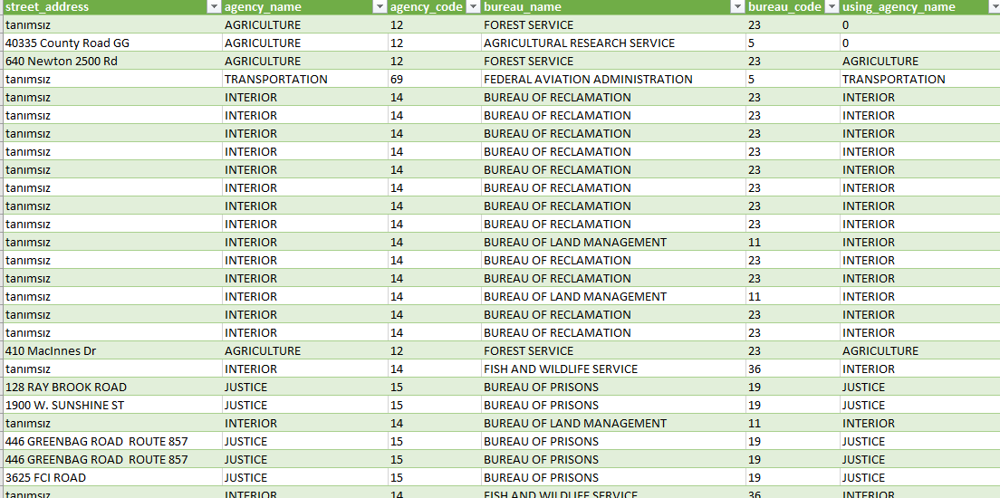 street_address agency_name agency_code bureau_name bureau_code using_agency_name
tanımsız AGRICULTURE 12 FOREST SERVICE 23 0
40335 County Road GG AGRICULTURE 12 AGRICULTURAL RESEARCH SERVICE 5 0
640 Newton 2500 Rd AGRICULTURE 12 FOREST SERVICE 23 AGRICULTURE
tanımsız TRANSPORTATION 69 FEDERAL AVIATION ADMINISTRATION 5 TRANSPORTATION
tanımsız INTERIOR 14 BUREAU OF RECLAMATION 23 INTERIOR
tanımsız INTERIOR 14 BUREAU OF RECLAMATION 23 INTERIOR
tanımsız INTERIOR 14 BUREAU OF RECLAMATION 23 INTERIOR
tanımsız INTERIOR 14 BUREAU OF RECLAMATION 23 INTERIOR
tanımsız INTERIOR 14 BUREAU OF RECLAMATION 23 INTERIOR
tanımsız INTERIOR 14 BUREAU OF RECLAMATION 23 INTERIOR
tanımsız INTERIOR 14 BUREAU OF RECLAMATION 23 INTERIOR
tanımsız INTERIOR 14 BUREAU OF RECLAMATION 23 INTERIOR
tanımsız INTERIOR 14 BUREAU OF LAND MANAGEMENT 11 INTERIOR
tanımsız INTERIOR 14 BUREAU OF RECLAMATION 23 INTERIOR
tanımsız INTERIOR 14 BUREAU OF RECLAMATION 23 INTERIOR
tanımsız INTERIOR 14 BUREAU OF LAND MANAGEMENT 11 INTERIOR
tanımsız INTERIOR 14 BUREAU OF RECLAMATION 23 INTERIOR
tanımsız INTERIOR 14 BUREAU OF RECLAMATION 23 INTERIOR
410 MacInnes Dr AGRICULTURE 12 FOREST SERVICE 23 AGRICULTURE
tanımsız INTERIOR 14 FISH AND WILDLIFE SERVICE 36 INTERIOR
128 RAY BROOK ROAD JUSTICE 15 BUREAU OF PRISONS 19 JUSTICE
1900 W. SUNSHINE ST JUSTICE 15 BUREAU OF PRISONS 19 JUSTICE
tanımsız INTERIOR 14 BUREAU OF LAND MANAGEMENT 11 INTERIOR
446 GREENBAG ROAD  ROUTE 857 JUSTICE 15 BUREAU OF PRISONS 19 JUSTICE
446 GREENBAG ROAD  ROUTE 857 JUSTICE 15 BUREAU OF PRISONS 19 JUSTICE
3625 FCI ROAD JUSTICE 15 BUREAU OF PRISONS 19 JUSTICE
tanımsız INTERIOR 14 FISH AND WILDLIFE SERVICE 36 INTERIOR